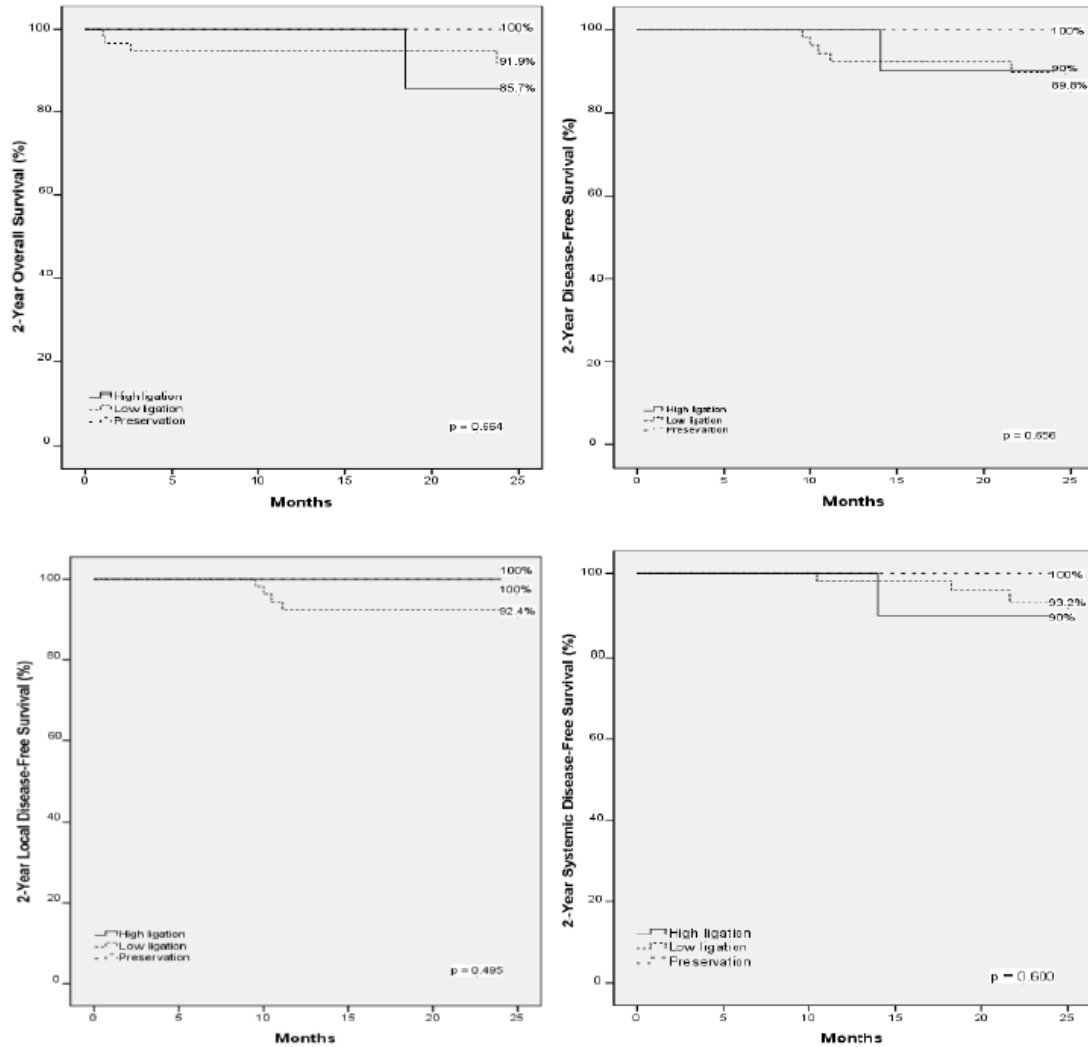 2-Year Overall Survival (%)
100
80
60
40
20
0
100%
91.9%
85.7%
High ligation
Low ligation
Preservation
p = 0.664
0 5 10 15 20 25
Months
2-Year Disease-Free Survival (%)
100
80
60
40
20
0
100%
90%
89.8%
High ligation
Low ligation
Preservation
p = 0.656
0 5 10 15 20 25
Months
2-Year Local Disease-Free Survival (%)
100
80
60
40
20
0
100%
100%
92.4%
High ligation
Low ligation
Preservation
p = 0.495
0 5 10 15 20 25
Months
2-Year Systemic Disease-Free Survival (%)
100
80
60
40
20
0
100%
93.2%
90%
High ligation
Low ligation
Preservation
p = 0.600
0 5 10 15 20 25
Months